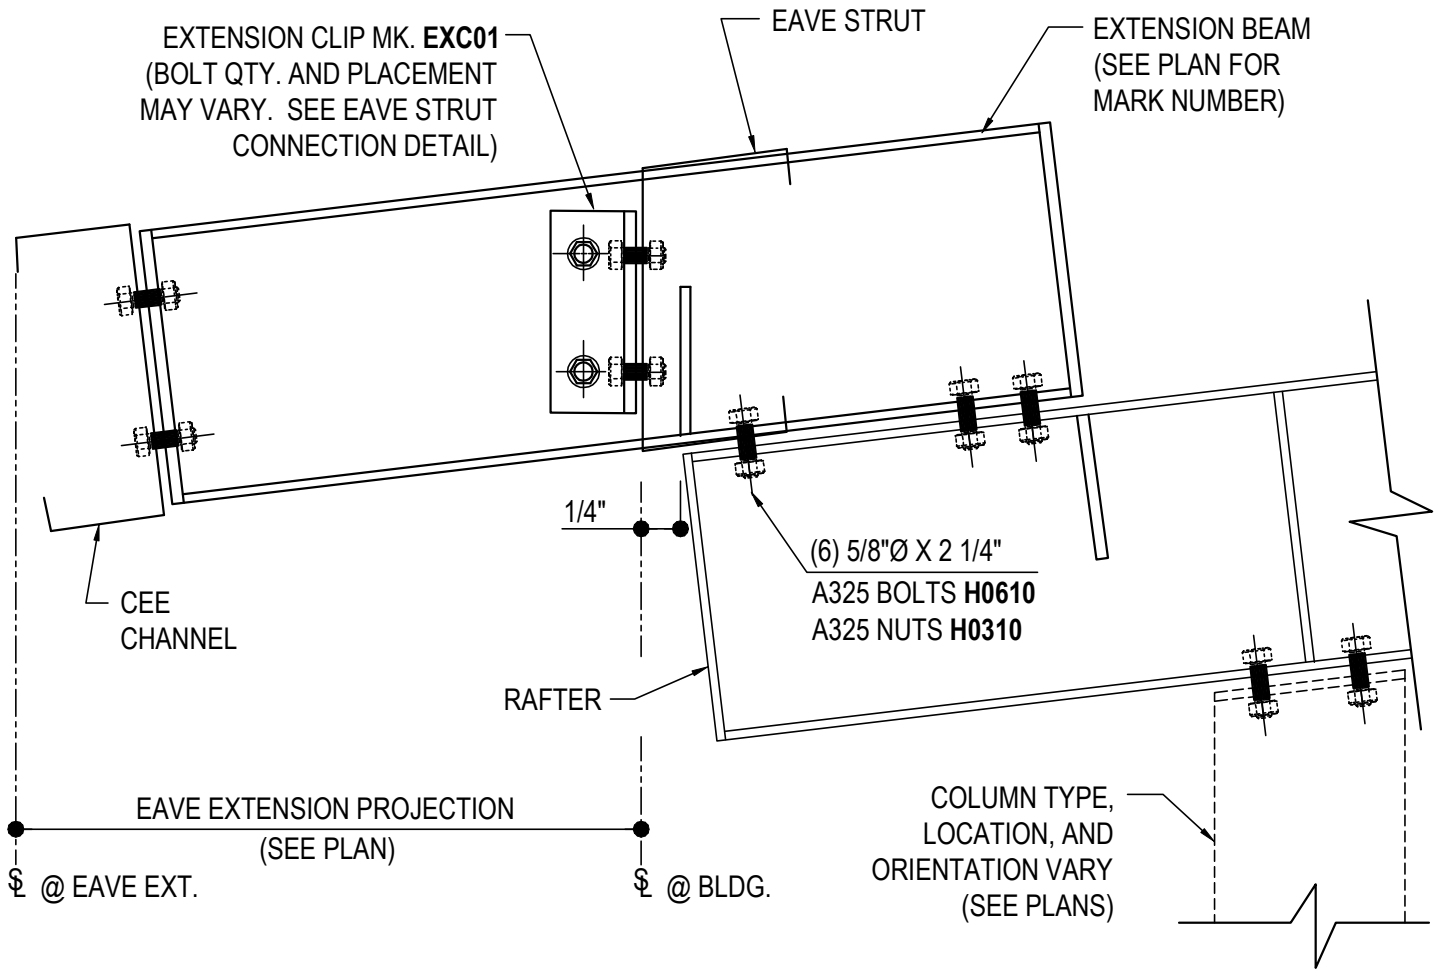 EXTENSION CLIP MK. EXC01
(BOLT QTY. AND PLACEMENT
MAY VARY. SEE EAVE STRUT
CONNECTION DETAIL)
EAVE STRUT
EXTENSION BEAM
(SEE PLAN FOR
MARK NUMBER)
1/4"
(6) 5/8"Ø X 2 1/4"
A325 BOLTS H0610
A325 NUTS H0310
CEE
CHANNEL
RAFTER
EAVE EXTENSION PROJECTION
(SEE PLAN)
COLUMN TYPE,
LOCATION, AND
ORIENTATION VARY
(SEE PLANS)
℄ @ EAVE EXT.
℄ @ BLDG.